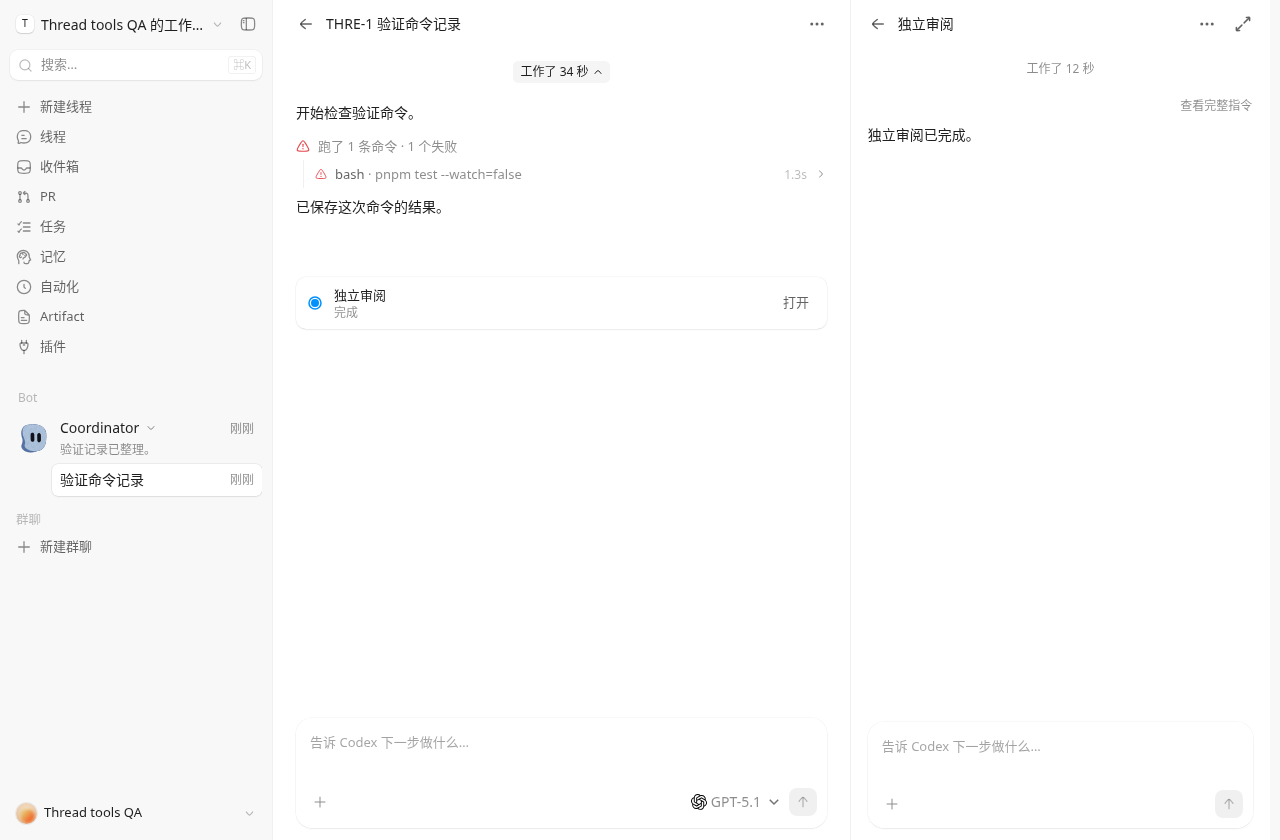 T Thread tools QA 的工作...
搜索... ⌘K
新建线程
线程
收件箱
PR
任务
记忆
自动化
Artifact
插件
Bot
Coordinator 刚刚
验证记录已整理。
验证命令记录 刚刚
群聊
新建群聊
Thread tools QA
THRE-1 验证命令记录
工作了 34 秒
开始检查验证命令。
跑了 1 条命令 · 1 个失败
bash · pnpm test --watch=false 1.3s
已保存这次命令的结果。
独立审阅
完成
打开
告诉 Codex 下一步做什么...
GPT-5.1
独立审阅
工作了 12 秒
查看完整指令
独立审阅已完成。
告诉 Codex 下一步做什么...